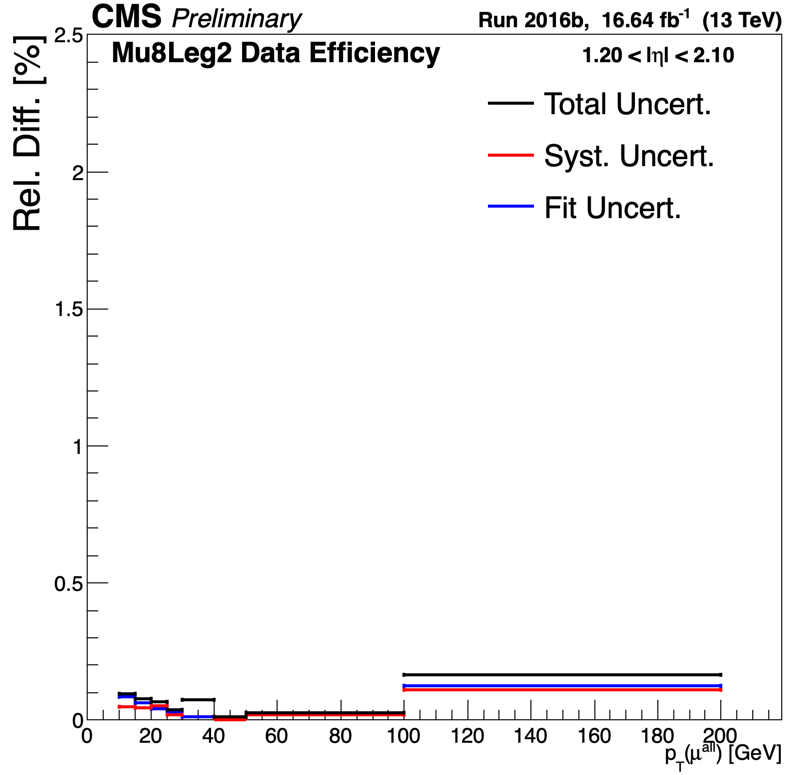 CMS Preliminary Run 2016b, 16.64 fb⁻¹ (13 TeV)
Mu8Leg2 Data Efficiency 1.20 < |η| < 2.10
Total Uncert.
Syst. Uncert.
Fit Uncert.
Rel. Diff. [%]
2.5
2
1.5
1
0.5
0
0 20 40 60 80 100 120 140 160 180 200
p_T(μ^all) [GeV]